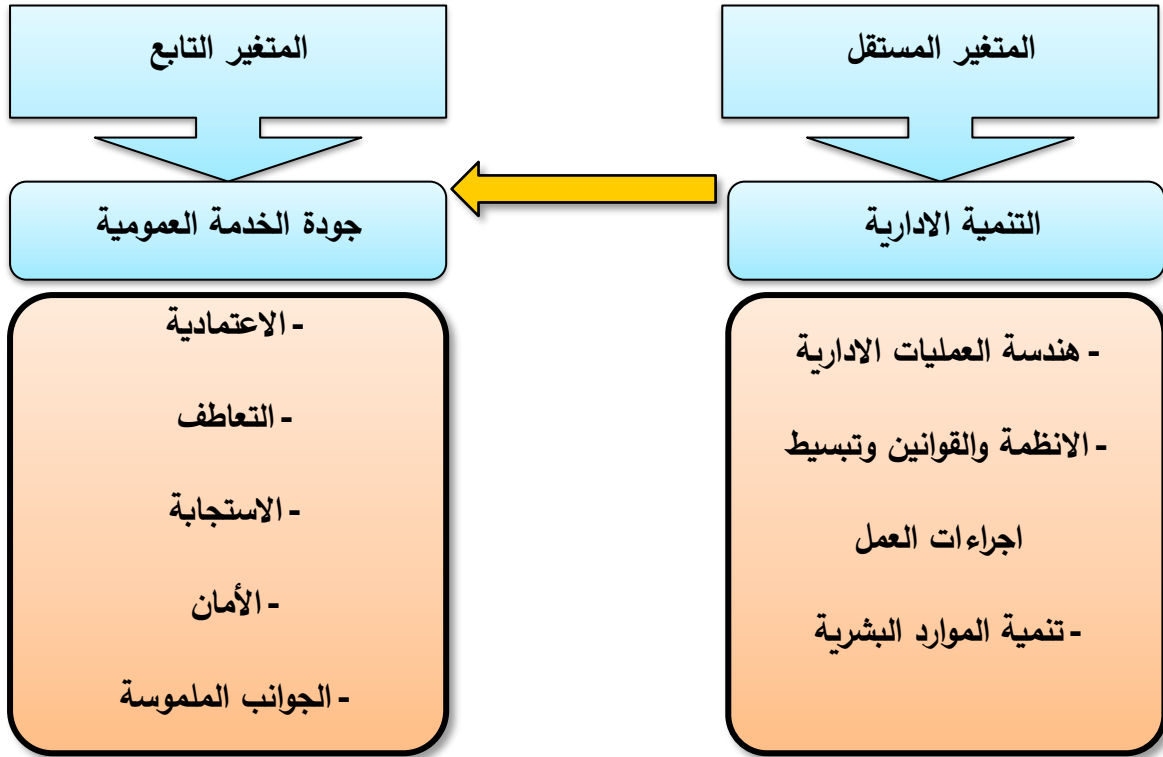 المتغير المستقل
التنمية الادارية
- هندسة العمليات الادارية
- الانظمة والقوانين وتبسيط
اجراءات العمل
- تنمية الموارد البشرية
المتغير التابع
جودة الخدمة العمومية
- الاعتمادية
- التعاطف
- الاستجابة
- الأمان
- الجوانب الملموسة